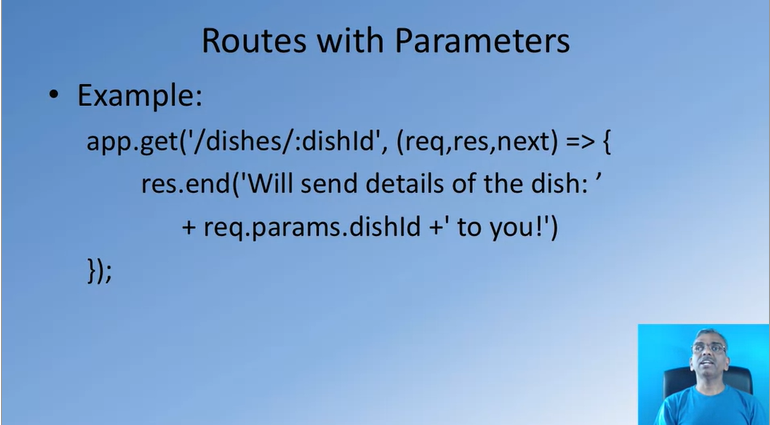 Routes with Parameters
• Example:
app.get('/dishes/:dishId', (req,res,next) => {
res.end('Will send details of the dish: ’
+ req.params.dishId +' to you!')
});